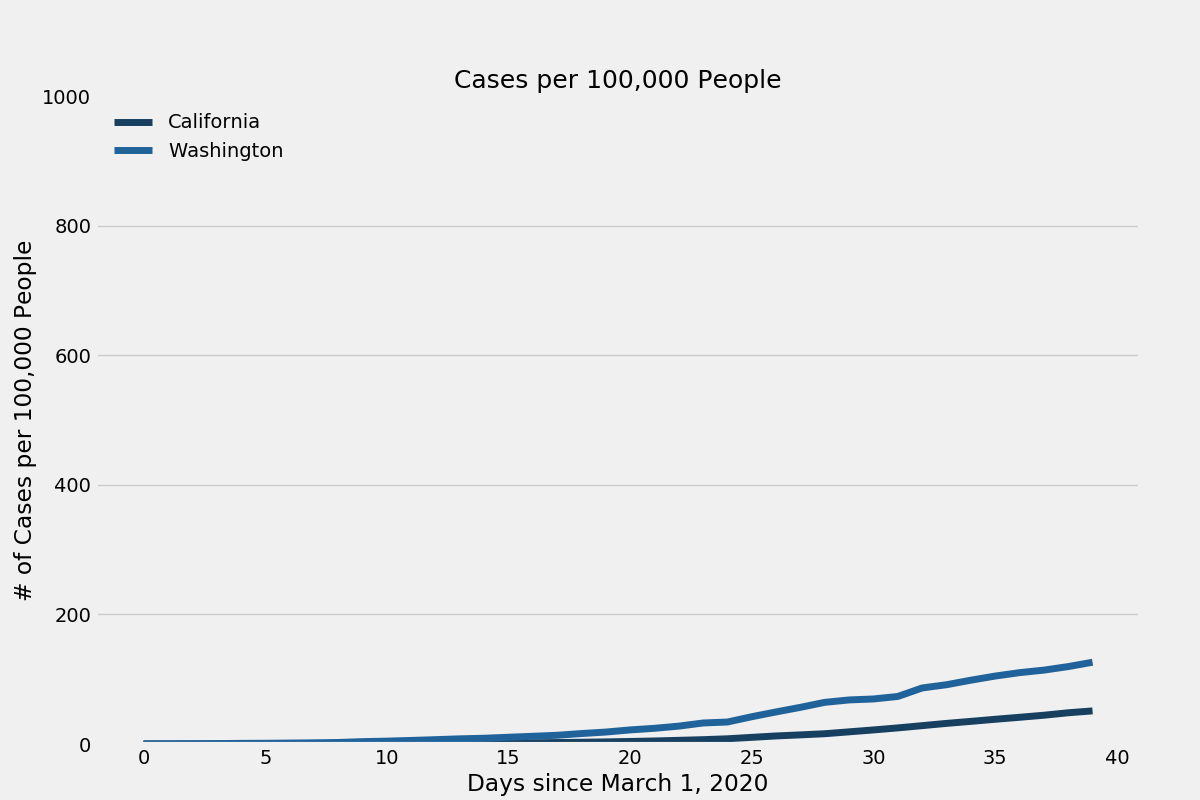 Cases per 100,000 People
1000
California
Washington
800
600
400
200
0
# of Cases per 100,000 People
0 5 10 15 20 25 30 35 40
Days since March 1, 2020